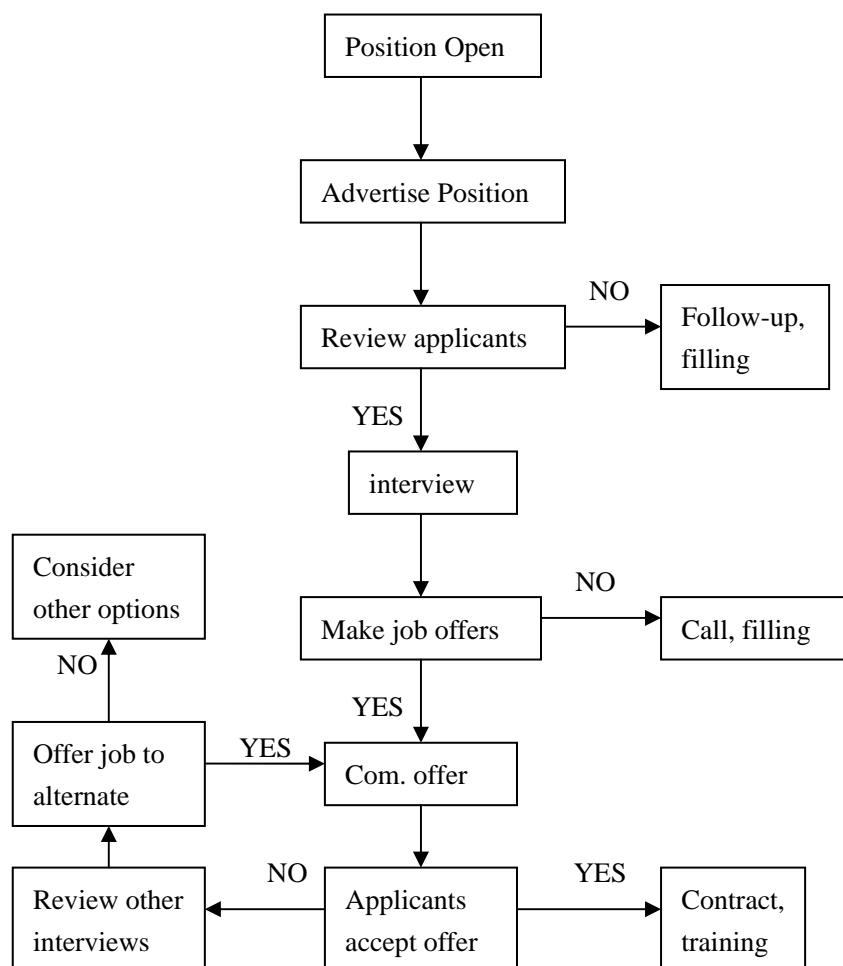 Position Open
Advertise Position
NO
Review applicants
Follow-up,
filling
YES
interview
Consider
other options
NO
Make job offers
Call, filling
NO
YES
Offer job to
alternate
YES
Com. offer
NO
YES
Review other
interviews
Applicants
accept offer
Contract,
training